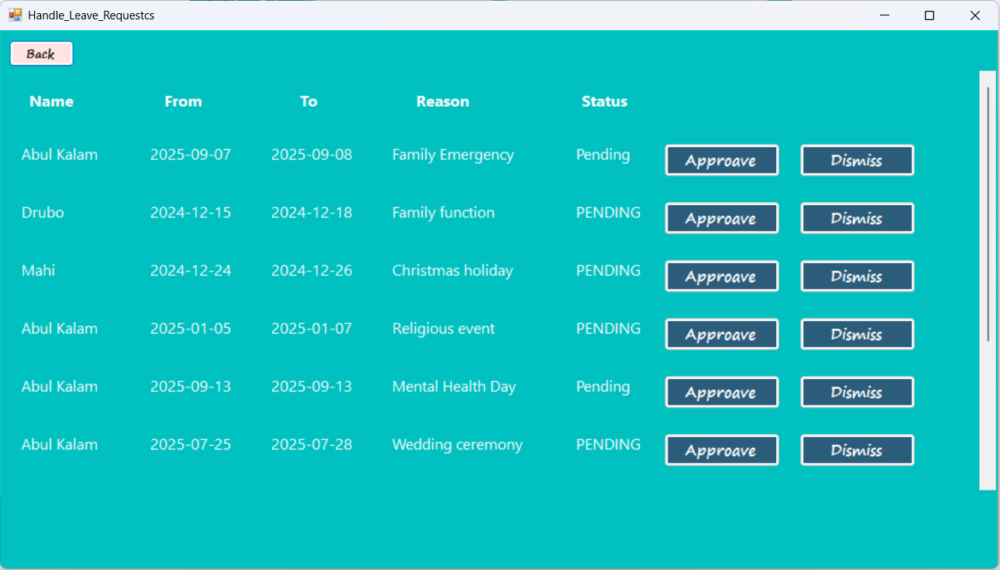 Handle_Leave_Requestcs
Back
Name From To Reason Status
Abul Kalam 2025-09-07 2025-09-08 Family Emergency Pending Approave Dismiss
Drubo 2024-12-15 2024-12-18 Family function PENDING Approave Dismiss
Mahi 2024-12-24 2024-12-26 Christmas holiday PENDING Approave Dismiss
Abul Kalam 2025-01-05 2025-01-07 Religious event PENDING Approave Dismiss
Abul Kalam 2025-09-13 2025-09-13 Mental Health Day Pending Approave Dismiss
Abul Kalam 2025-07-25 2025-07-28 Wedding ceremony PENDING Approave Dismiss